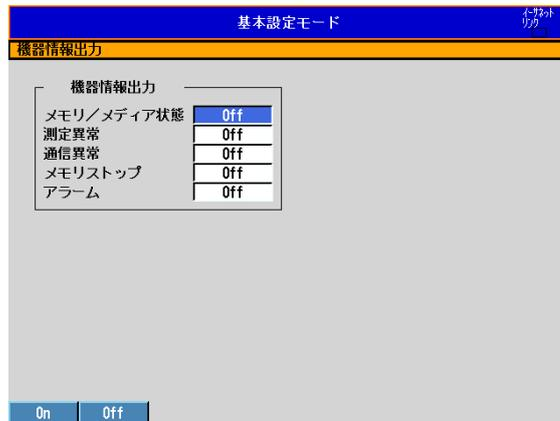 基本設定モード
イーサネット
リンク
機器情報出力
機器情報出力
メモリ／メディア状態 Off
測定異常 Off
通信異常 Off
メモリストップ Off
アラーム Off
On Off